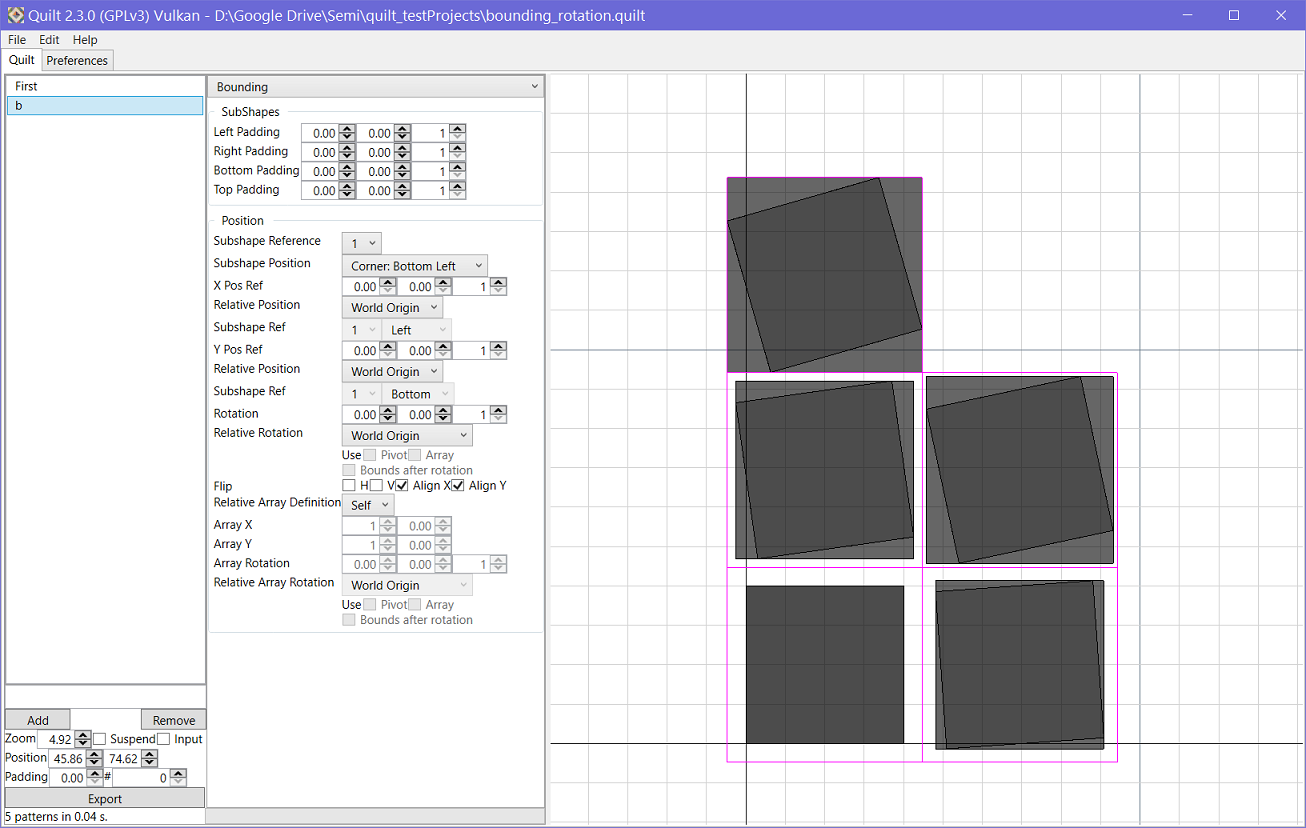 Quilt 2.3.0 (GPLv3) Vulkan - D:\Google Drive\Semi\quilt_testProjects\bounding_rotation.quilt
File Edit Help
Quilt Preferences
First
b
Bounding
SubShapes
Left Padding 0.00 0.00 1
Right Padding 0.00 0.00 1
Bottom Padding 0.00 0.00 1
Top Padding 0.00 0.00 1
Position
Subshape Reference 1
Subshape Position Corner: Bottom Left
X Pos Ref 0.00 0.00 1
Relative Position World Origin
Subshape Ref 1 Left
Y Pos Ref 0.00 0.00 1
Relative Position World Origin
Subshape Ref 1 Bottom
Rotation 0.00 0.00 1
Relative Rotation World Origin
Use Pivot Array
Bounds after rotation
Flip H V Align X Align Y
Relative Array Definition Self
Array X 1 0.00
Array Y 1 0.00
Array Rotation 0.00 0.00 1
Relative Array Rotation World Origin
Use Pivot Array
Bounds after rotation
Add Remove
Zoom 4.92 Suspend Input
Position 45.86 74.62
Padding 0.00 # 0
Export
5 patterns in 0.04 s.